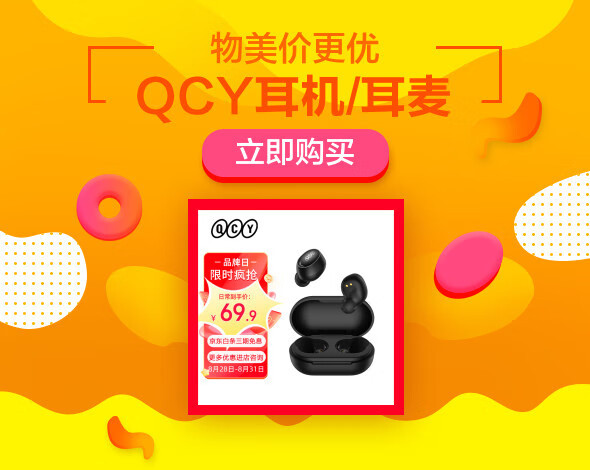 物美价更优
QCY耳机/耳麦
立即购买
QCY
品牌日
限时疯抢
日常到手价:
¥69.9
京东白条三期免息
更多优惠进店咨询
8月28日-8月31日